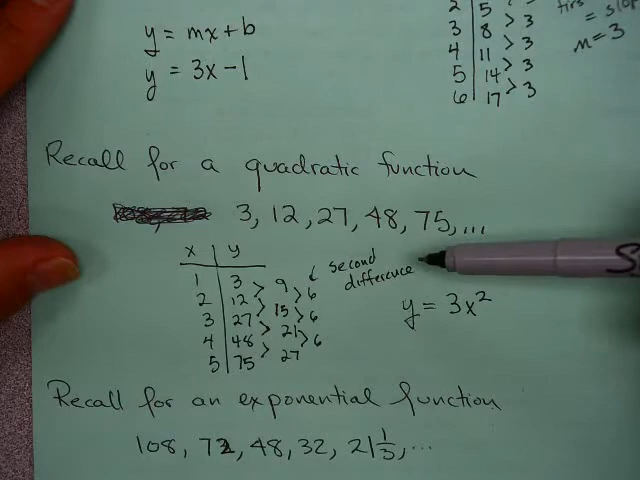 y = mx + b
y = 3x - 1
2 | 5 > 3
3 | 8 > 3
4 | 11 > 3
5 | 14 > 3
6 | 17 > 3
= slop
m = 3
Recall for a quadratic function
3, 12, 27, 48, 75, ...
x | y
1 | 3 > 9
2 | 12 > 15 > 6
3 | 27 > 21 > 6
4 | 48 > 27 > 6
5 | 75
second
difference
y = 3x²
Recall for an exponential function
108, 72, 48, 32, 21 1/3, ...